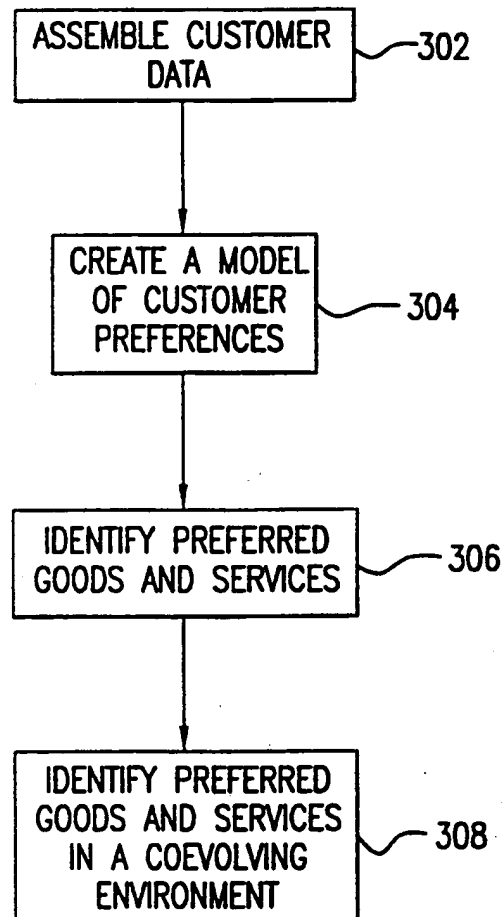 ASSEMBLE CUSTOMER
DATA
302
CREATE A MODEL
OF CUSTOMER
PREFERENCES
304
IDENTIFY PREFERRED
GOODS AND SERVICES
306
IDENTIFY PREFERRED
GOODS AND SERVICES
IN A COEVOLVING
ENVIRONMENT
308